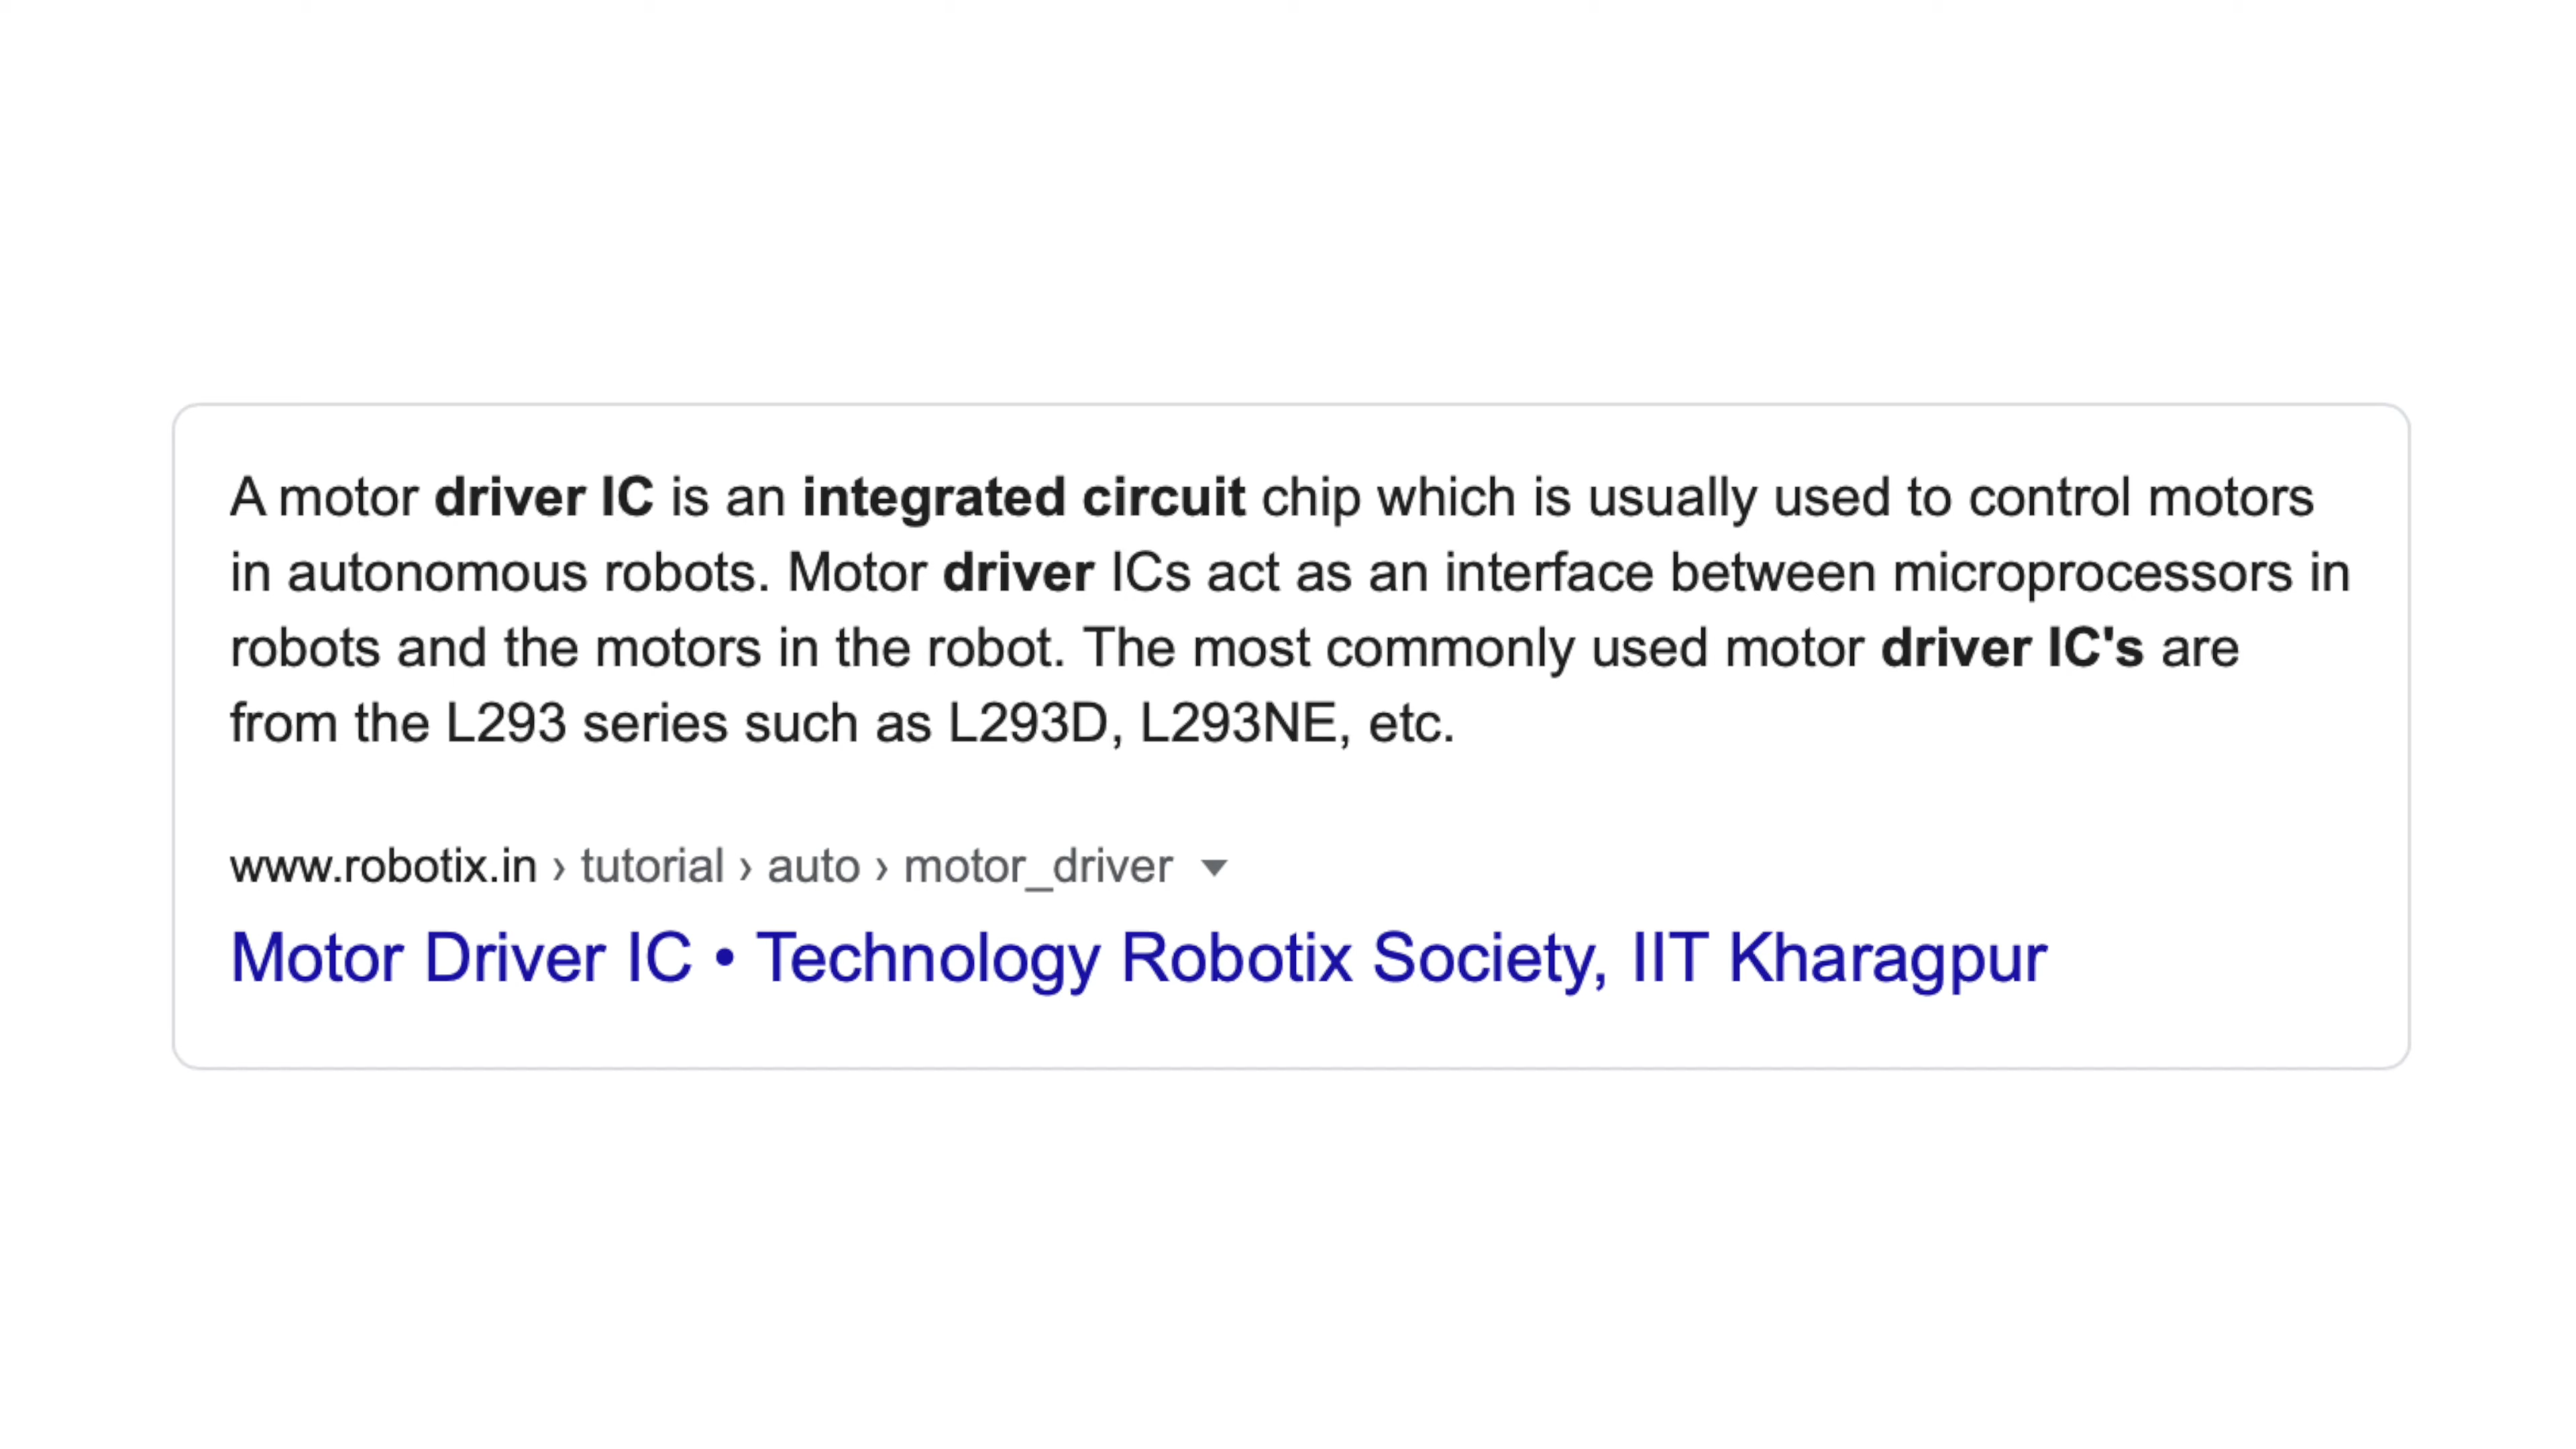 A motor driver IC is an integrated circuit chip which is usually used to control motors
in autonomous robots. Motor driver ICs act as an interface between microprocessors in
robots and the motors in the robot. The most commonly used motor driver IC's are
from the L293 series such as L293D, L293NE, etc.
www.robotix.in › tutorial › auto › motor_driver
Motor Driver IC • Technology Robotix Society, IIT Kharagpur